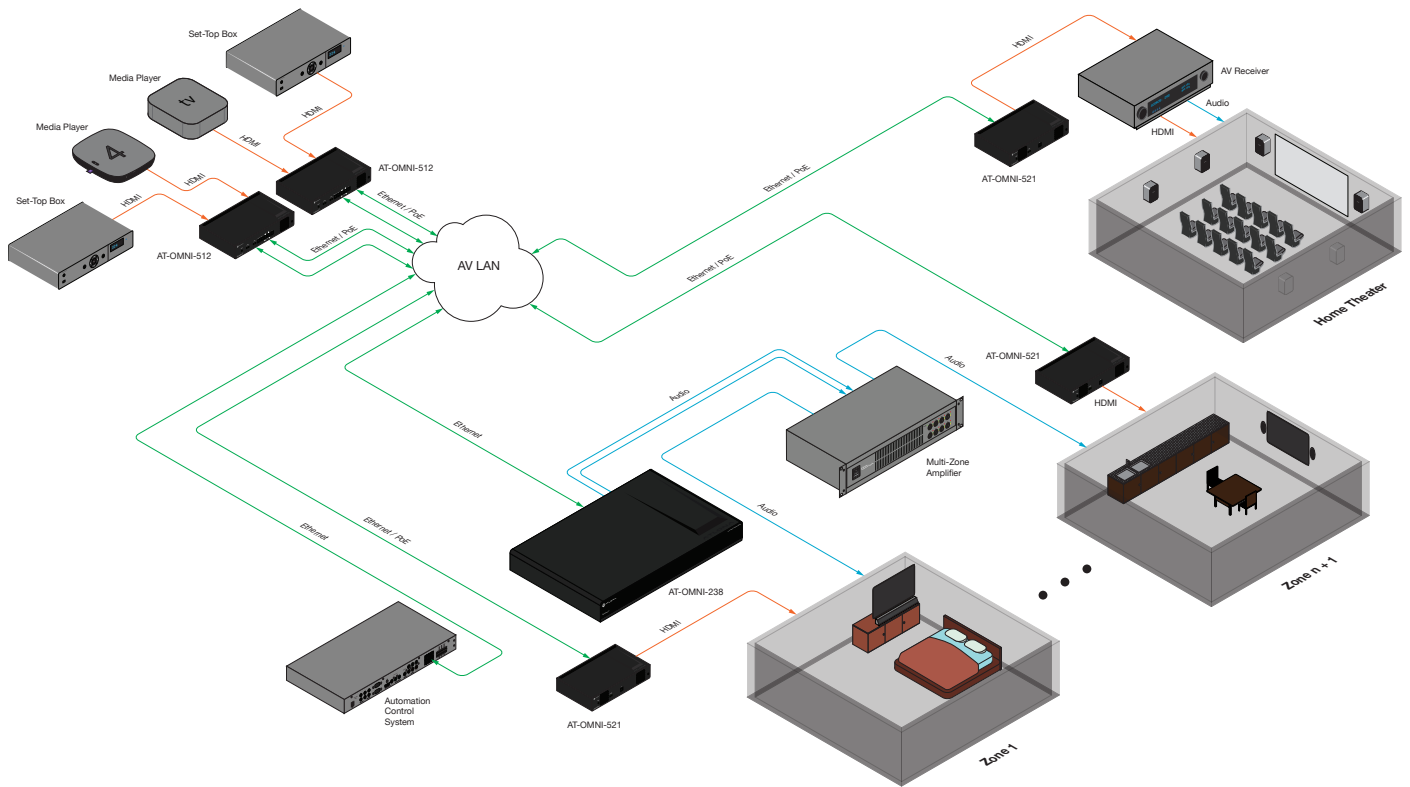 Set-Top Box
HDMI
Media Player
tv
HDMI
Media Player
4
HDMI
Set-Top Box
HDMI
AT-OMNI-512
AT-OMNI-512
Ethernet / PoE
Ethernet / PoE
AV LAN
HDMI
AV Receiver
Audio
HDMI
AT-OMNI-521
Ethernet / PoE
Ethernet / PoE
Home Theater
AT-OMNI-521
HDMI
Audio
Audio
Multi-Zone
Amplifier
Zone n + 1
Ethernet
Audio
Ethernet
Ethernet / PoE
AT-OMNI-238
HDMI
Automation
Control
System
AT-OMNI-521
Zone 1